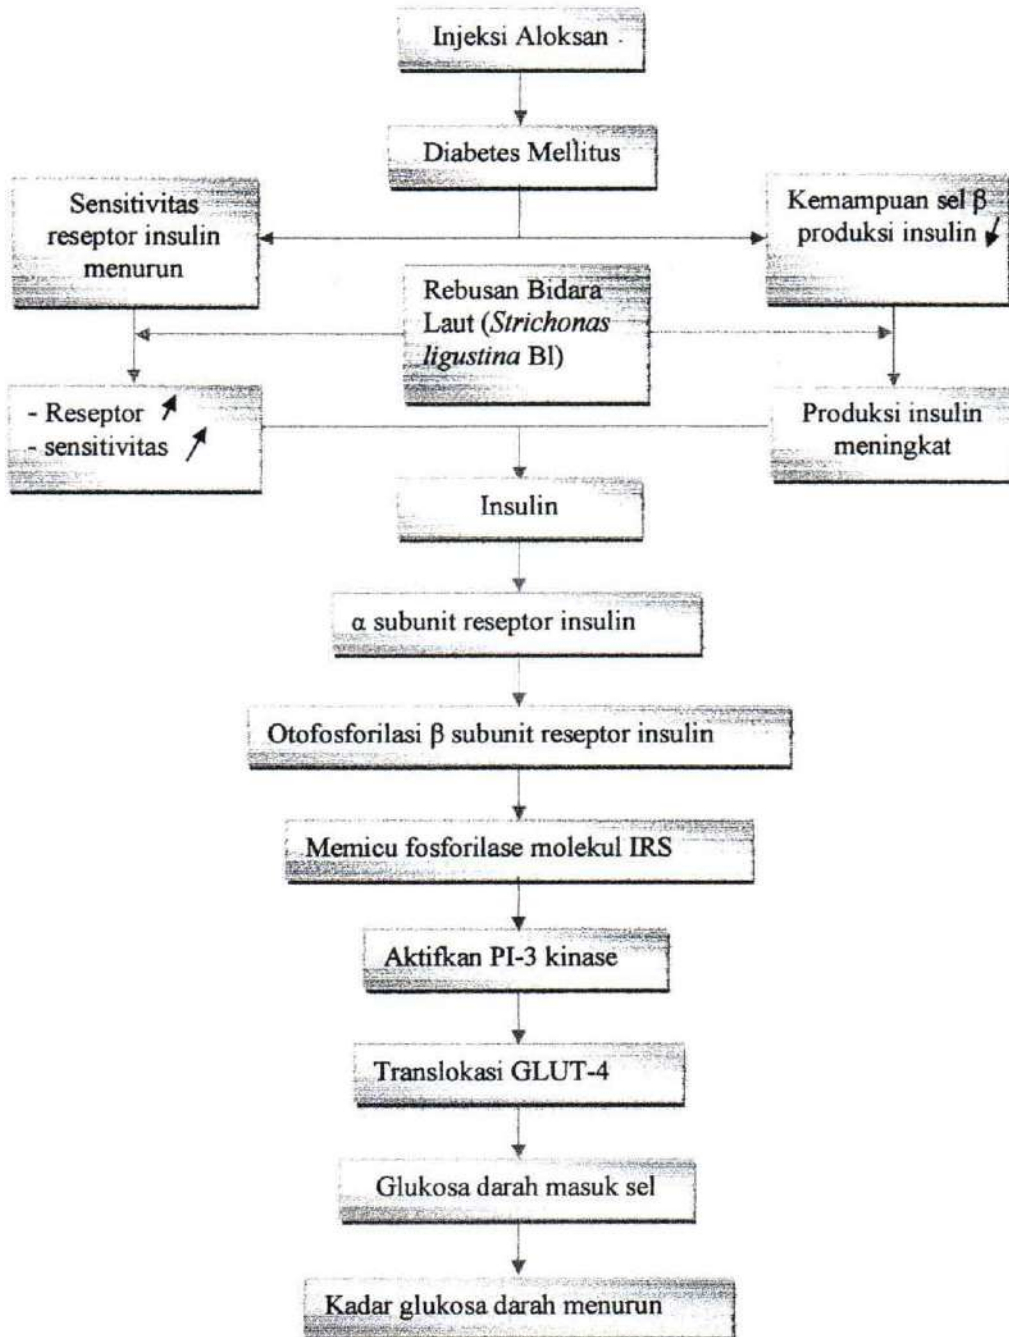 Injeksi Aloksan
Diabetes Mellitus
Sensitivitas
reseptor insulin
menurun
Kemampuan sel β
produksi insulin ↙
Rebusan Bidara
Laut (Strichonas
ligustina Bl)
- Reseptor ↗
- sensitivitas ↗
Produksi insulin
meningkat
Insulin
α subunit reseptor insulin
Otofosforilasi β subunit reseptor insulin
Memicu fosforilase molekul IRS
Aktifkan PI-3 kinase
Translokasi GLUT-4
Glukosa darah masuk sel
Kadar glukosa darah menurun